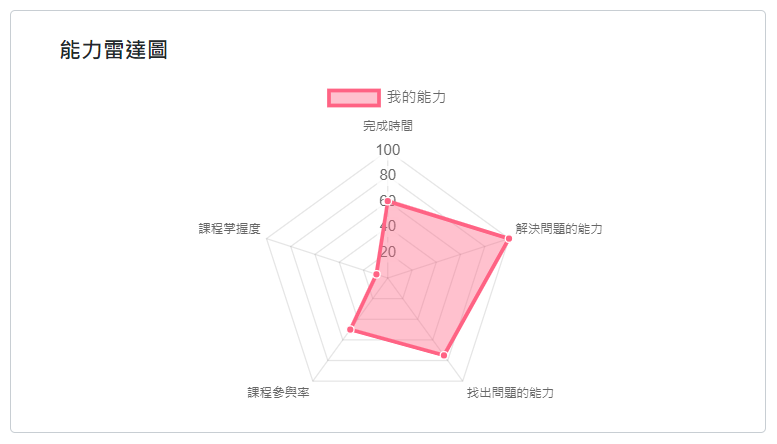 能力雷達圖
我的能力
完成時間
100
80
60
40
20
課程掌握度
解決問題的能力
課程參與率
找出問題的能力